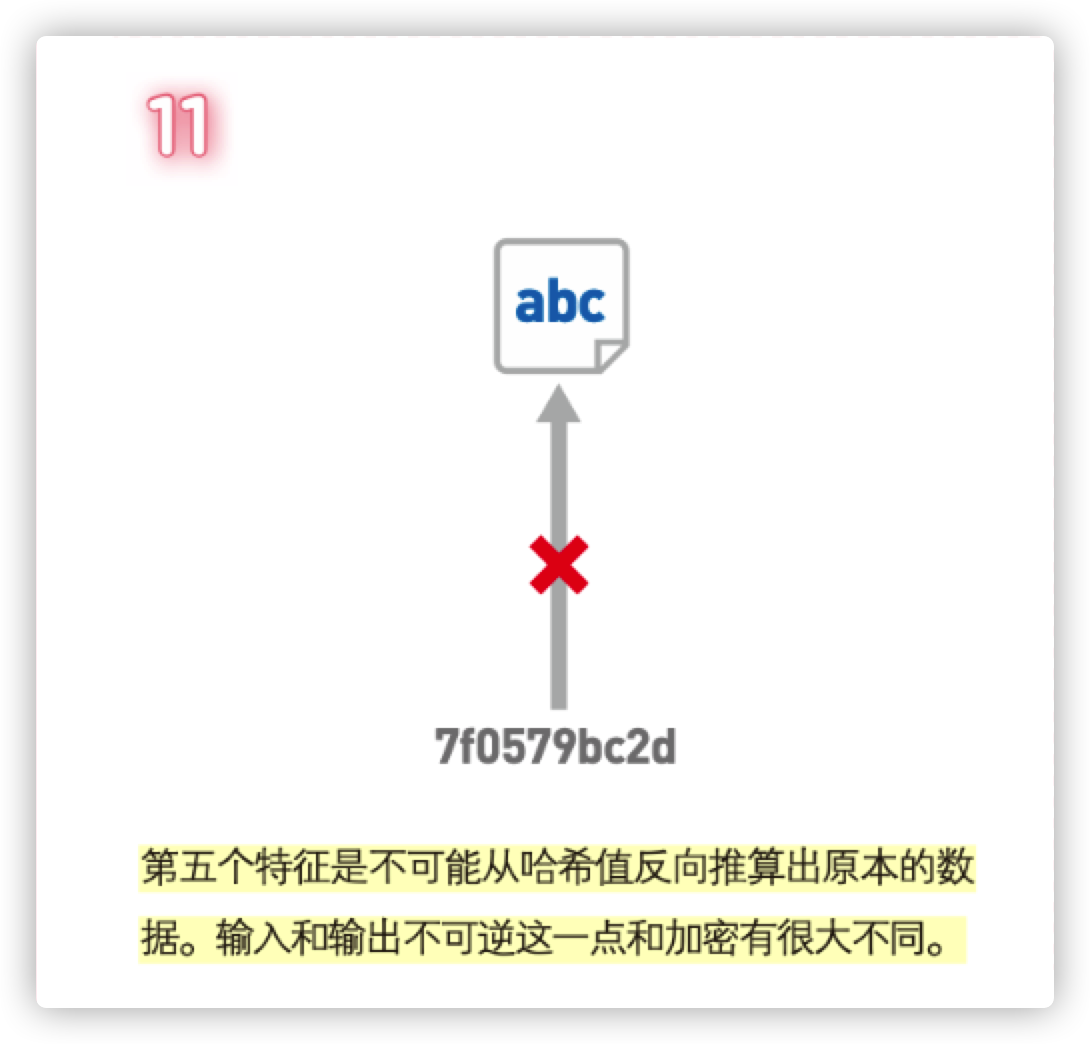 11
abc
7f0579bc2d
第五个特征是不可能从哈希值反向推算出原本的数
据。输入和输出不可逆这一点和加密有很大不同。